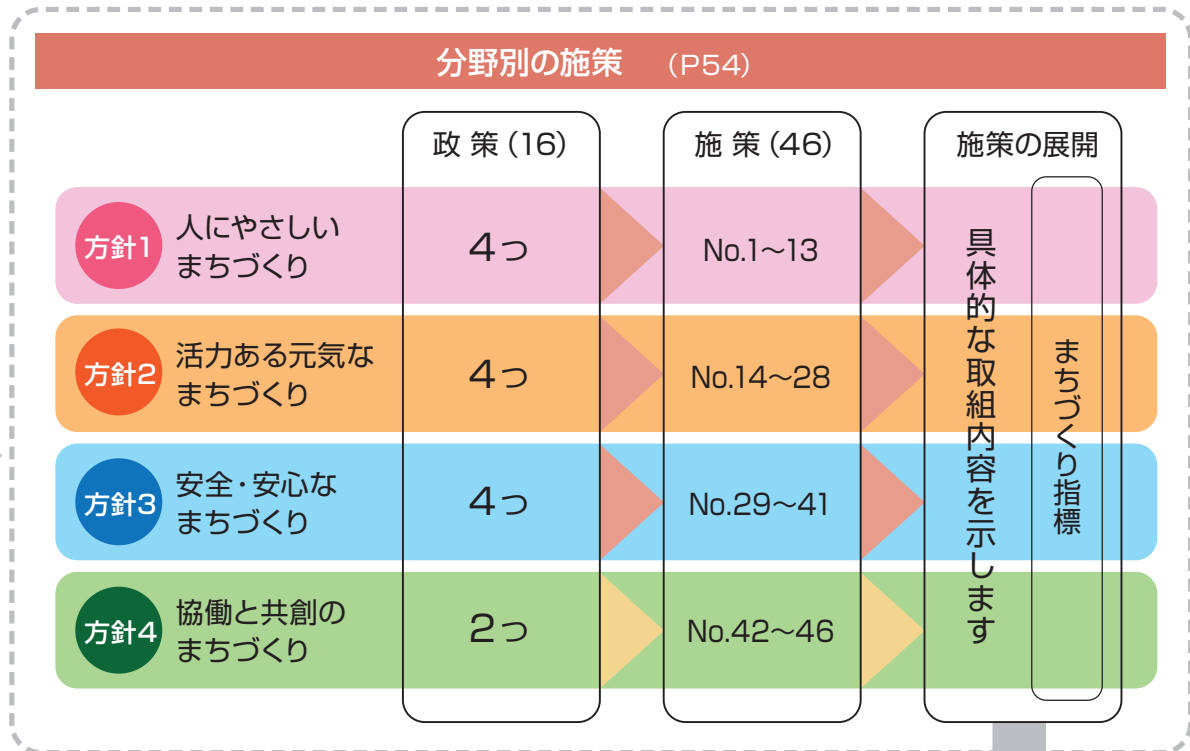 分野別の施策 (P54)
政策(16)
施策(46)
施策の展開
方針1
人にやさしい
まちづくり
4つ
No.1〜13
方針2
活力ある元気な
まちづくり
4つ
No.14〜28
方針3
安全・安心な
まちづくり
4つ
No.29〜41
方針4
協働と共創の
まちづくり
2つ
No.42〜46
具体的な取組内容を示します
まちづくり指標